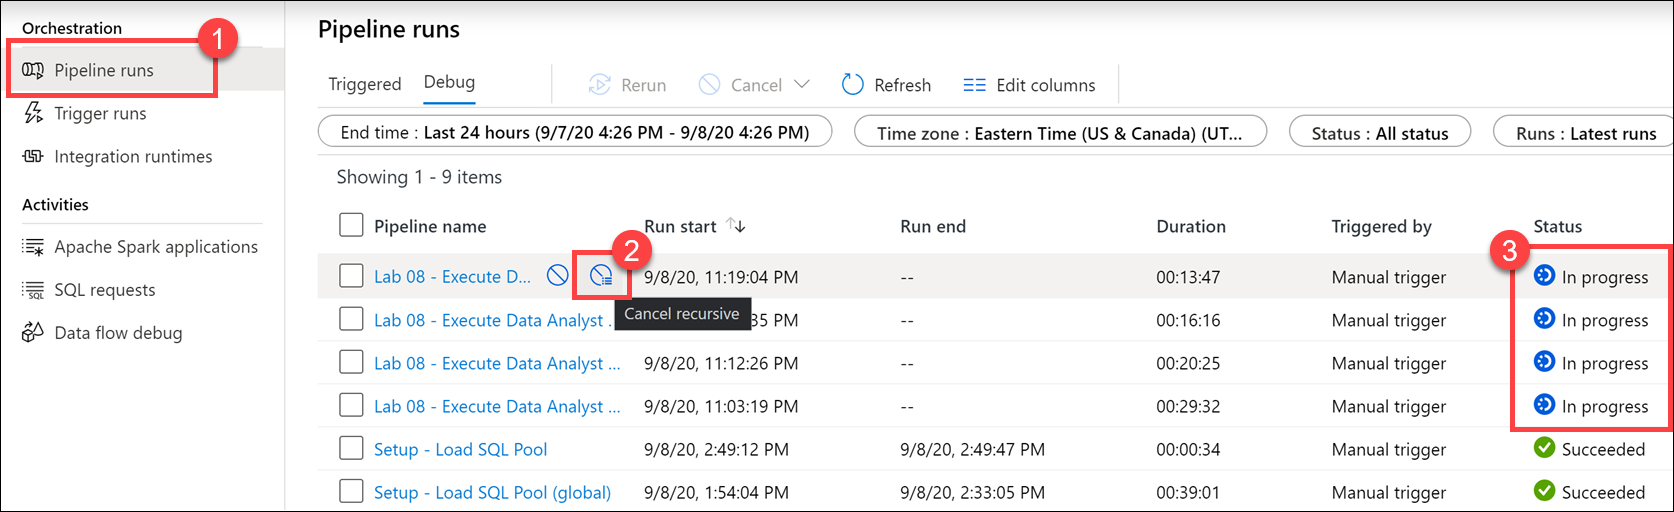 Orchestration
1
Pipeline runs
Trigger runs
Integration runtimes
Activities
Apache Spark applications
SQL requests
Data flow debug
Pipeline runs
Triggered Debug Rerun Cancel Refresh Edit columns
End time : Last 24 hours (9/7/20 4:26 PM - 9/8/20 4:26 PM) Time zone : Eastern Time (US & Canada) (UT... Status : All status Runs : Latest runs
Showing 1 - 9 items
Pipeline name Run start Run end Duration Triggered by Status
2 3
Lab 08 - Execute D... 9/8/20, 11:19:04 PM -- 00:13:47 Manual trigger In progress
Cancel recursive
Lab 08 - Execute Data Analyst . 35 PM -- 00:16:16 Manual trigger In progress
Lab 08 - Execute Data Analyst ... 9/8/20, 11:12:26 PM -- 00:20:25 Manual trigger In progress
Lab 08 - Execute Data Analyst ... 9/8/20, 11:03:19 PM -- 00:29:32 Manual trigger In progress
Setup - Load SQL Pool 9/8/20, 2:49:12 PM 9/8/20, 2:49:47 PM 00:00:34 Manual trigger Succeeded
Setup - Load SQL Pool (global) 9/8/20, 1:54:04 PM 9/8/20, 2:33:05 PM 00:39:01 Manual trigger Succeeded